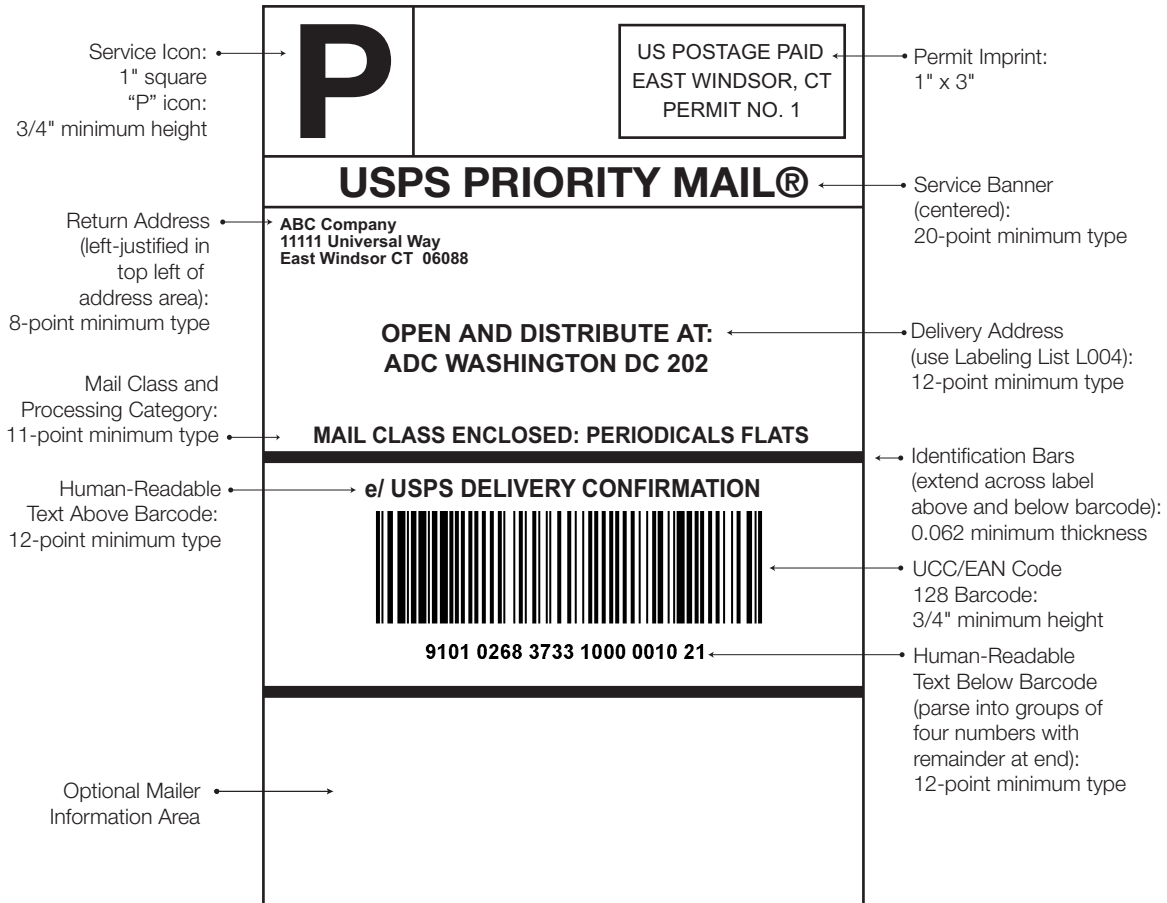 Service Icon:
1" square
“P” icon:
3/4" minimum height
P
US POSTAGE PAID
EAST WINDSOR, CT
PERMIT NO. 1
Permit Imprint:
1" x 3"
USPS PRIORITY MAIL®
Service Banner
(centered):
20-point minimum type
Return Address
(left-justified in
top left of
address area):
8-point minimum type
ABC Company
11111 Universal Way
East Windsor CT 06088
OPEN AND DISTRIBUTE AT:
ADC WASHINGTON DC 202
Delivery Address
(use Labeling List L004):
12-point minimum type
Mail Class and
Processing Category:
11-point minimum type
MAIL CLASS ENCLOSED: PERIODICALS FLATS
Identification Bars
(extend across label
above and below barcode):
0.062 minimum thickness
Human-Readable
Text Above Barcode:
12-point minimum type
e/ USPS DELIVERY CONFIRMATION
UCC/EAN Code
128 Barcode:
3/4" minimum height
9101 0268 3733 1000 0010 21
Human-Readable
Text Below Barcode
(parse into groups of
four numbers with
remainder at end):
12-point minimum type
Optional Mailer
Information Area